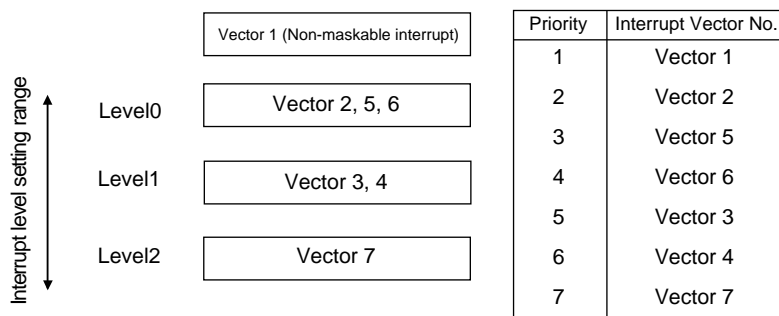 Vector 1 (Non-maskable interrupt)
Interrupt level setting range
Level0
Vector 2, 5, 6
Level1
Vector 3, 4
Level2
Vector 7
Priority Interrupt Vector No.
1 Vector 1
2 Vector 2
3 Vector 5
4 Vector 6
5 Vector 3
6 Vector 4
7 Vector 7